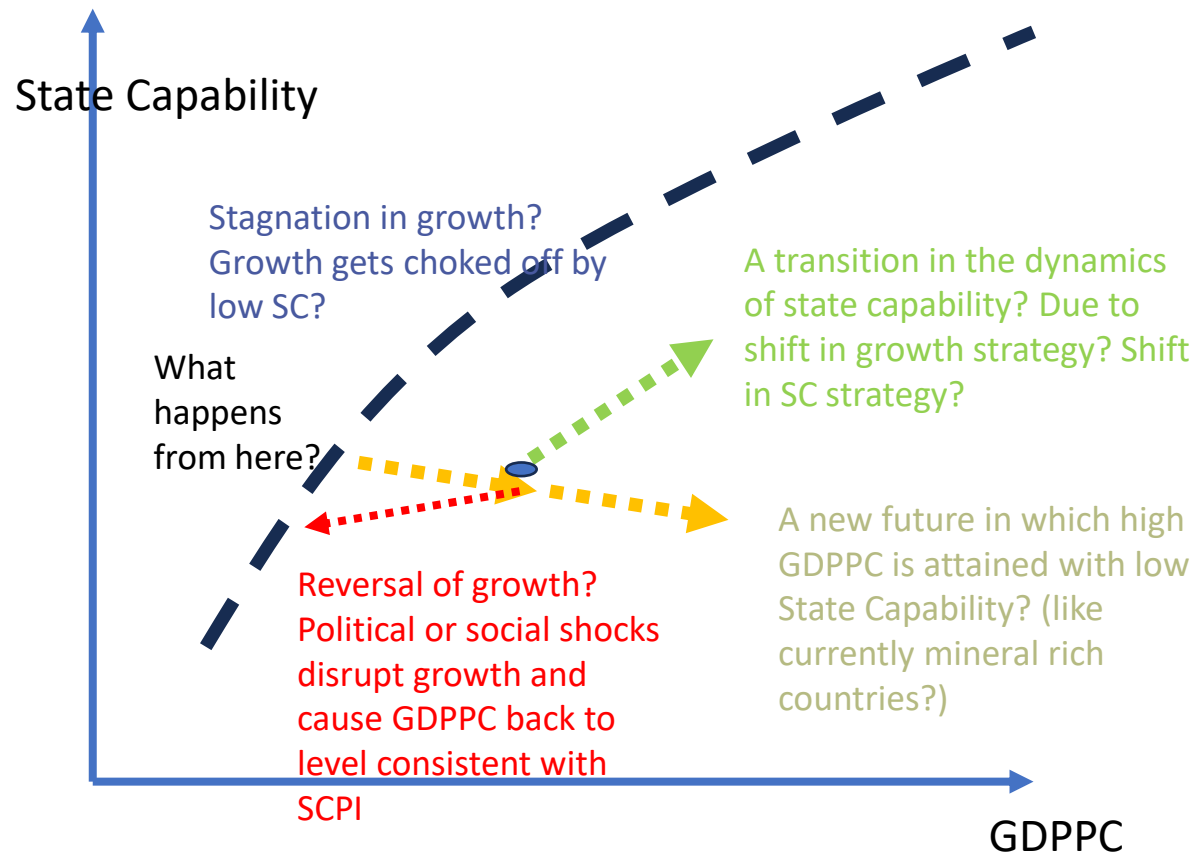 State Capability
Stagnation in growth?
Growth gets choked off by
low SC?
A transition in the dynamics
of state capability? Due to
shift in growth strategy? Shift
in SC strategy?
What
happens
from here?
A new future in which high
GDPPC is attained with low
State Capability? (like
currently mineral rich
countries?)
Reversal of growth?
Political or social shocks
disrupt growth and
cause GDPPC back to
level consistent with
SCPI
GDPPC